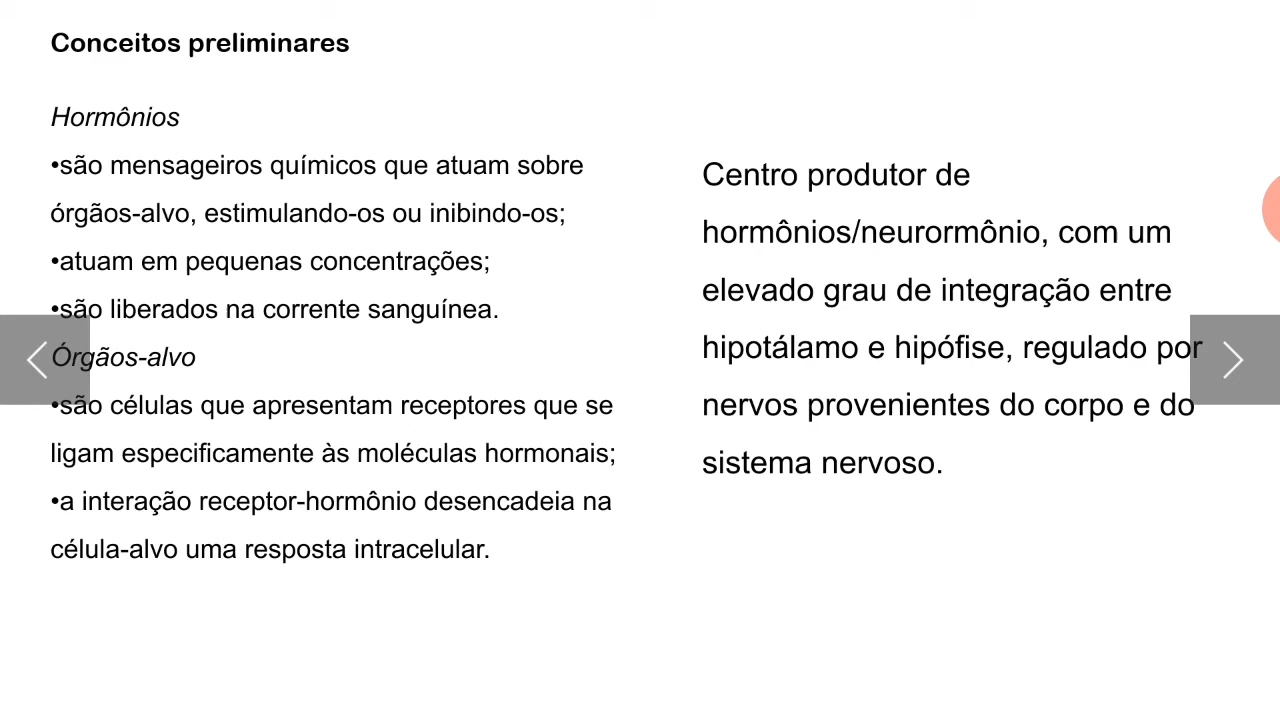 Conceitos preliminares
Hormônios
•são mensageiros químicos que atuam sobre
órgãos-alvo, estimulando-os ou inibindo-os;
•atuam em pequenas concentrações;
•são liberados na corrente sanguínea.
Órgãos-alvo
•são células que apresentam receptores que se
ligam especificamente às moléculas hormonais;
•a interação receptor-hormônio desencadeia na
célula-alvo uma resposta intracelular.
Centro produtor de
hormônios/neurormônio, com um
elevado grau de integração entre
hipotálamo e hipófise, regulado por
nervos provenientes do corpo e do
sistema nervoso.